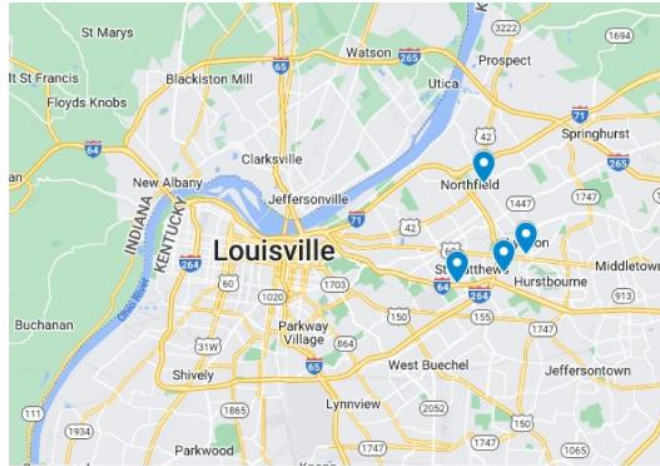 3222
1694
St Marys
65
Watson
265
Prospect
Mt St Francis
Blackiston Mill
Utica
Floyds Knobs
42
71
Springhurst
64
Clarksville
265
New Albany
Northfield
Jeffersonville
1447
1747
INDIANA
KENTUCKY
71
42
Louisville
60
264
St Matthews
Middletown
60
64
264
Hurstbourne
1703
913
Ohio River
1020
150
155
Buchanan
Parkway
Village
1747
31W
864
65
West Buechel
Shively
Jeffersontown
Lynnview
111
1865
2052
150
1934
Parkwood
1747
1747
1065